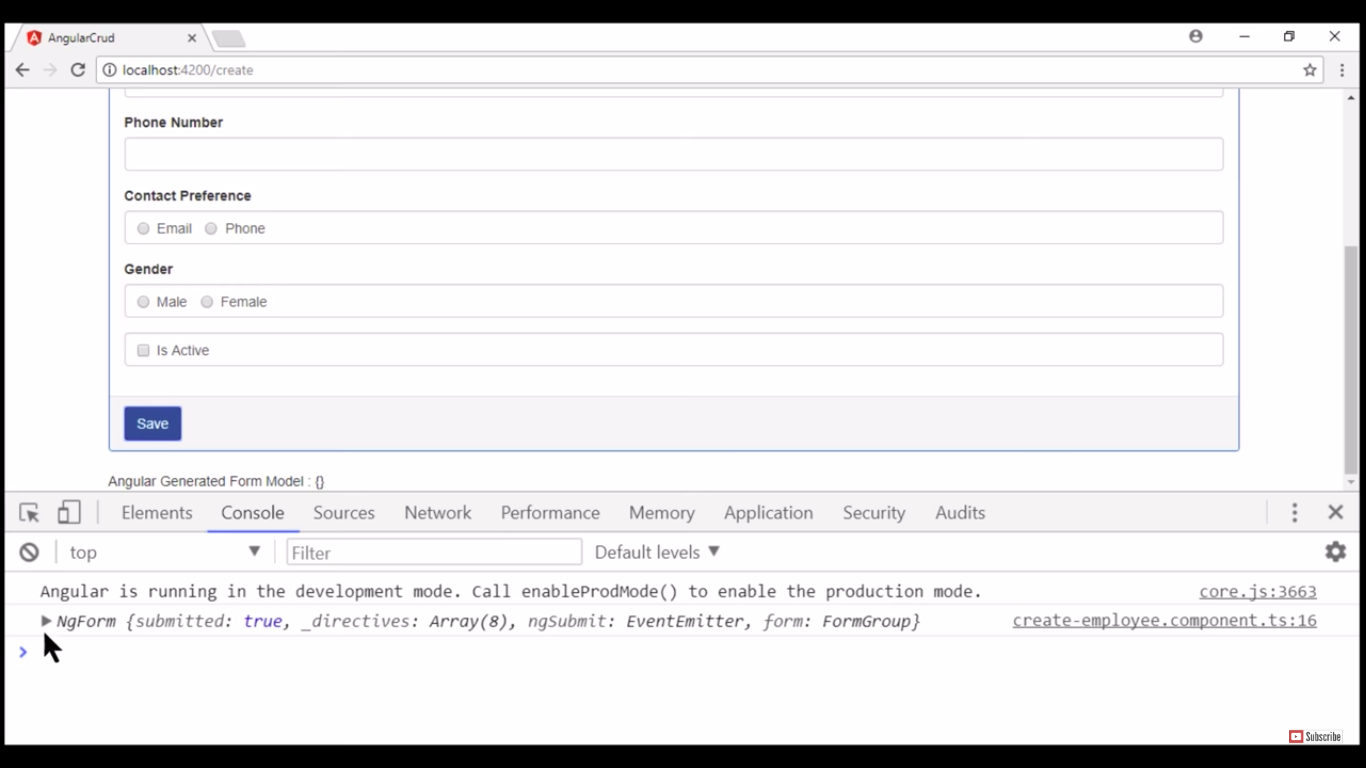 AngularCrud
localhost:4200/create
Phone Number
Contact Preference
Email Phone
Gender
Male Female
Is Active
Save
Angular Generated Form Model : {}
Elements Console Sources Network Performance Memory Application Security Audits
top Filter Default levels
Angular is running in the development mode. Call enableProdMode() to enable the production mode. core.js:3663
NgForm {submitted: true, _directives: Array(8), ngSubmit: EventEmitter, form: FormGroup} create-employee.component.ts:16
Subscribe